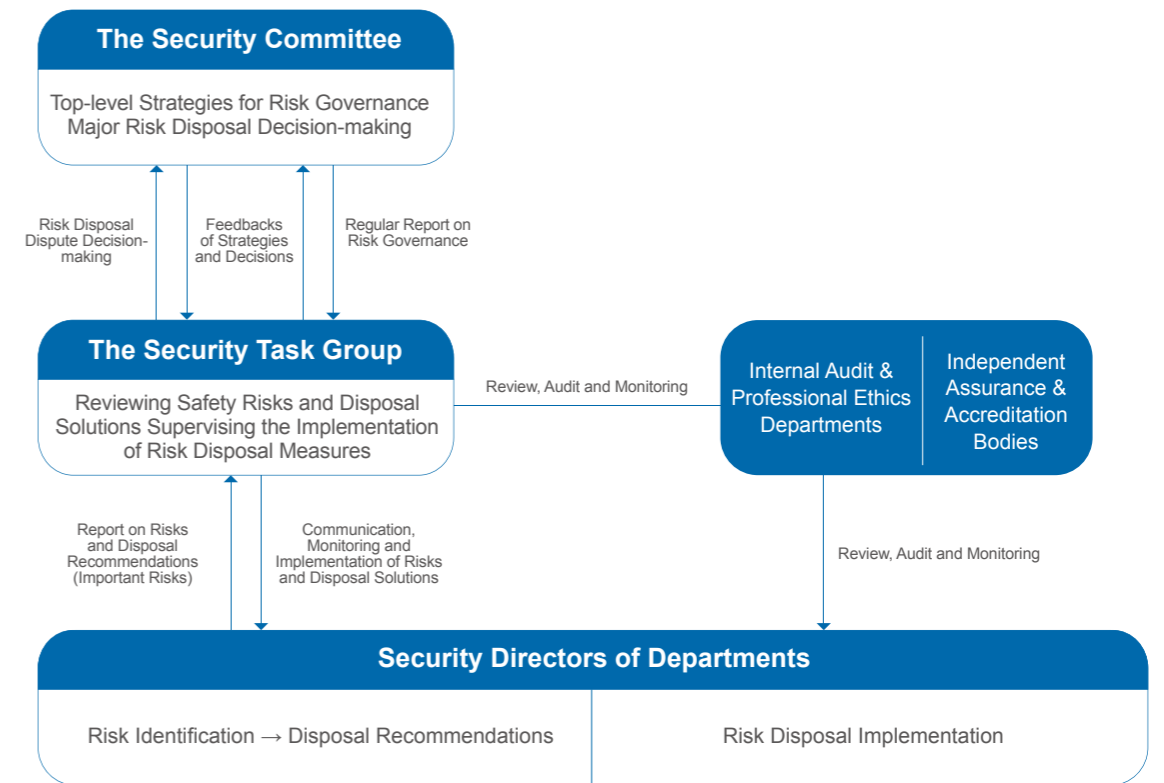 The Security Committee
Top-level Strategies for Risk Governance
Major Risk Disposal Decision-making
Risk Disposal
Dispute Decision-
making
Feedbacks
of Strategies
and Decisions
Regular Report on
Risk Governance
The Security Task Group
Reviewing Safety Risks and Disposal
Solutions Supervising the Implementation
of Risk Disposal Measures
Review, Audit and Monitoring
Internal Audit &
Professional Ethics
Departments
Independent
Assurance &
Accreditation
Bodies
Report on Risks
and Disposal
Recommendations
(Important Risks)
Communication,
Monitoring and
Implementation of Risks
and Disposal Solutions
Review, Audit and Monitoring
Security Directors of Departments
Risk Identification → Disposal Recommendations
Risk Disposal Implementation